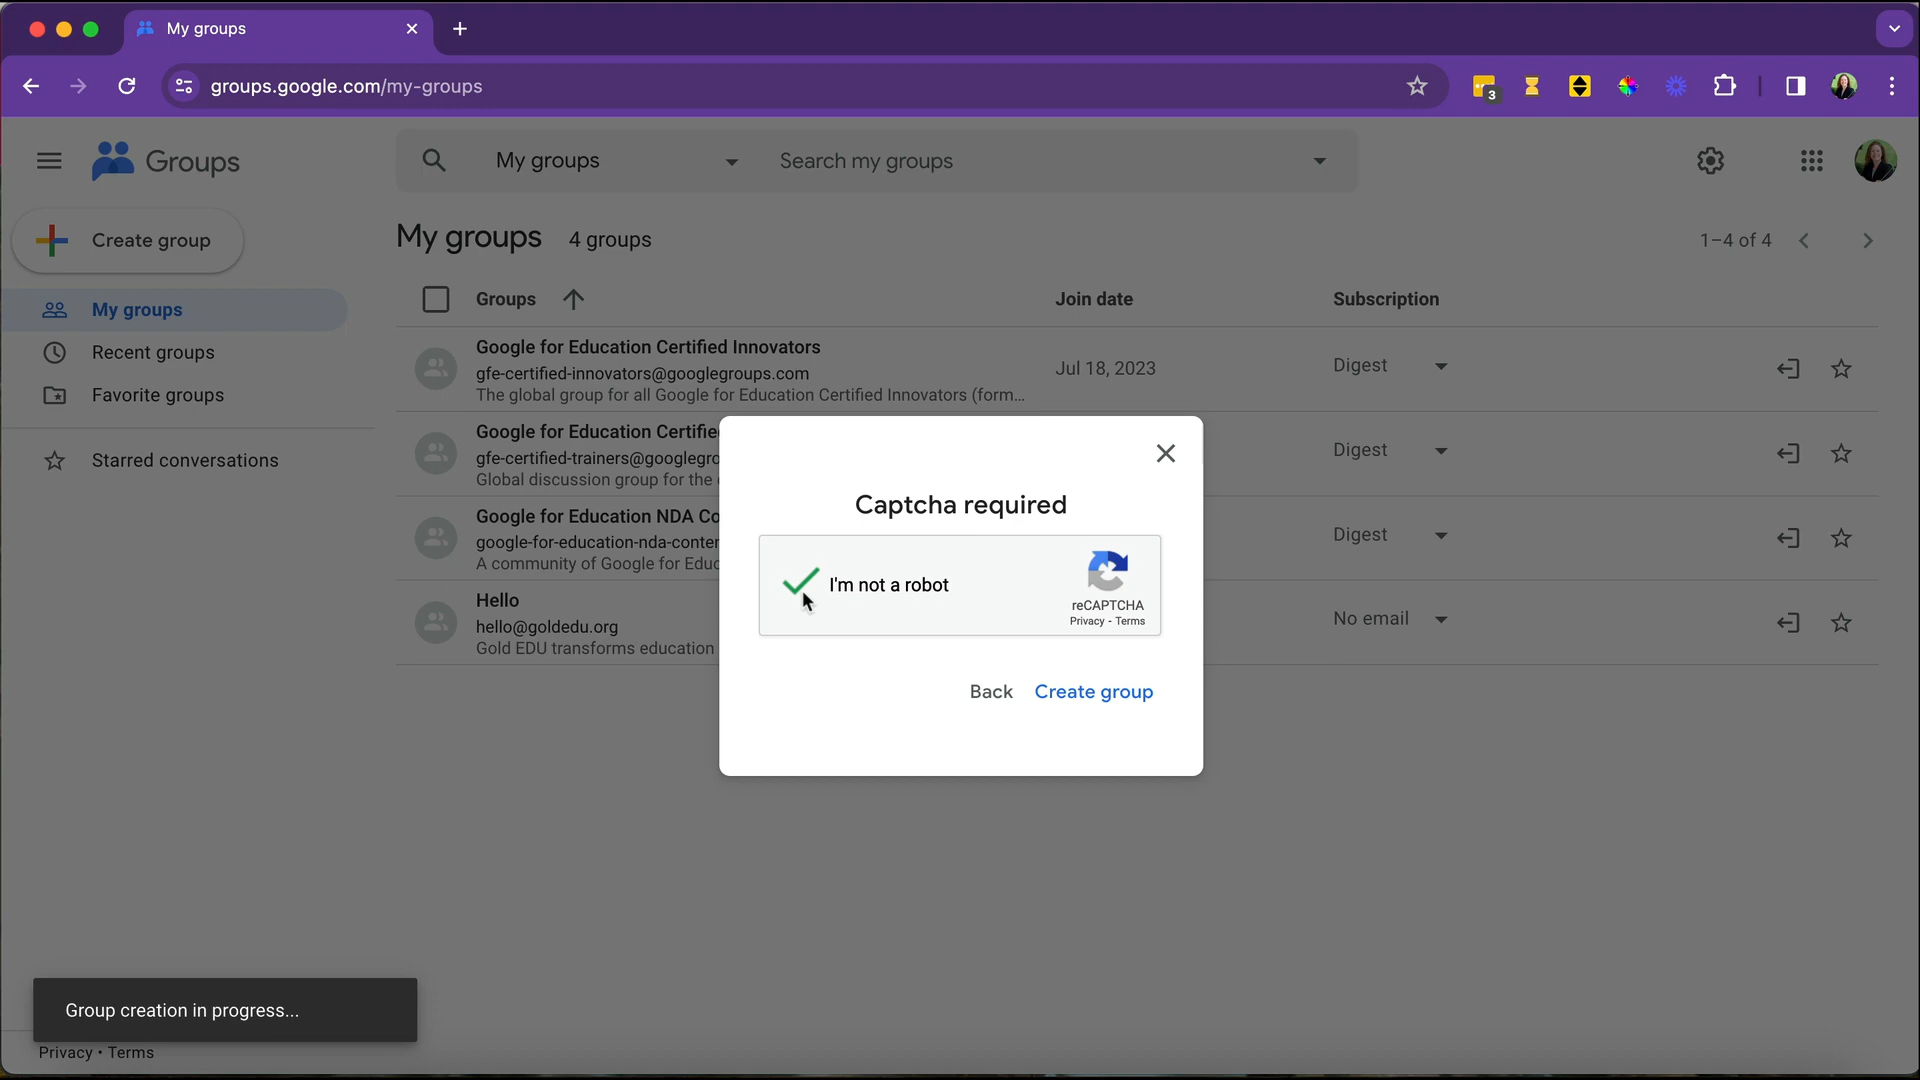 My groups
groups.google.com/my-groups
3
Groups
My groups
Search my groups
Create group
My groups 4 groups
1–4 of 4
My groups
Recent groups
Favorite groups
Starred conversations
Groups Join date Subscription
Google for Education Certified Innovators
gfe-certified-innovators@googlegroups.com
The global group for all Google for Education Certified Innovators (form...
Jul 18, 2023
Digest
Google for Education Certifie
gfe-certified-trainers@googlegro
Global discussion group for the
Digest
Google for Education NDA Co
google-for-education-nda-conter
A community of Google for Educ
Digest
Hello
hello@goldedu.org
Gold EDU transforms education
No email
Captcha required
I'm not a robot
reCAPTCHA
Privacy - Terms
Back Create group
Group creation in progress...
Privacy • Terms